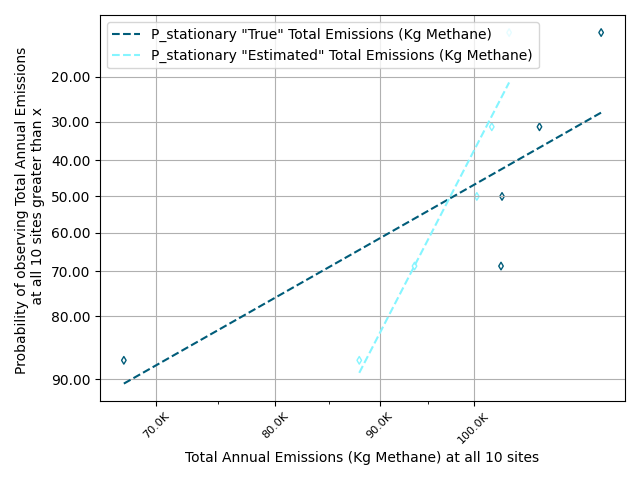 P_stationary "True" Total Emissions (Kg Methane)
P_stationary "Estimated" Total Emissions (Kg Methane)
Probability of observing Total Annual Emissions
at all 10 sites greater than x
20.00
30.00
40.00
50.00
60.00
70.00
80.00
90.00
70.0K
80.0K
90.0K
100.0K
Total Annual Emissions (Kg Methane) at all 10 sites